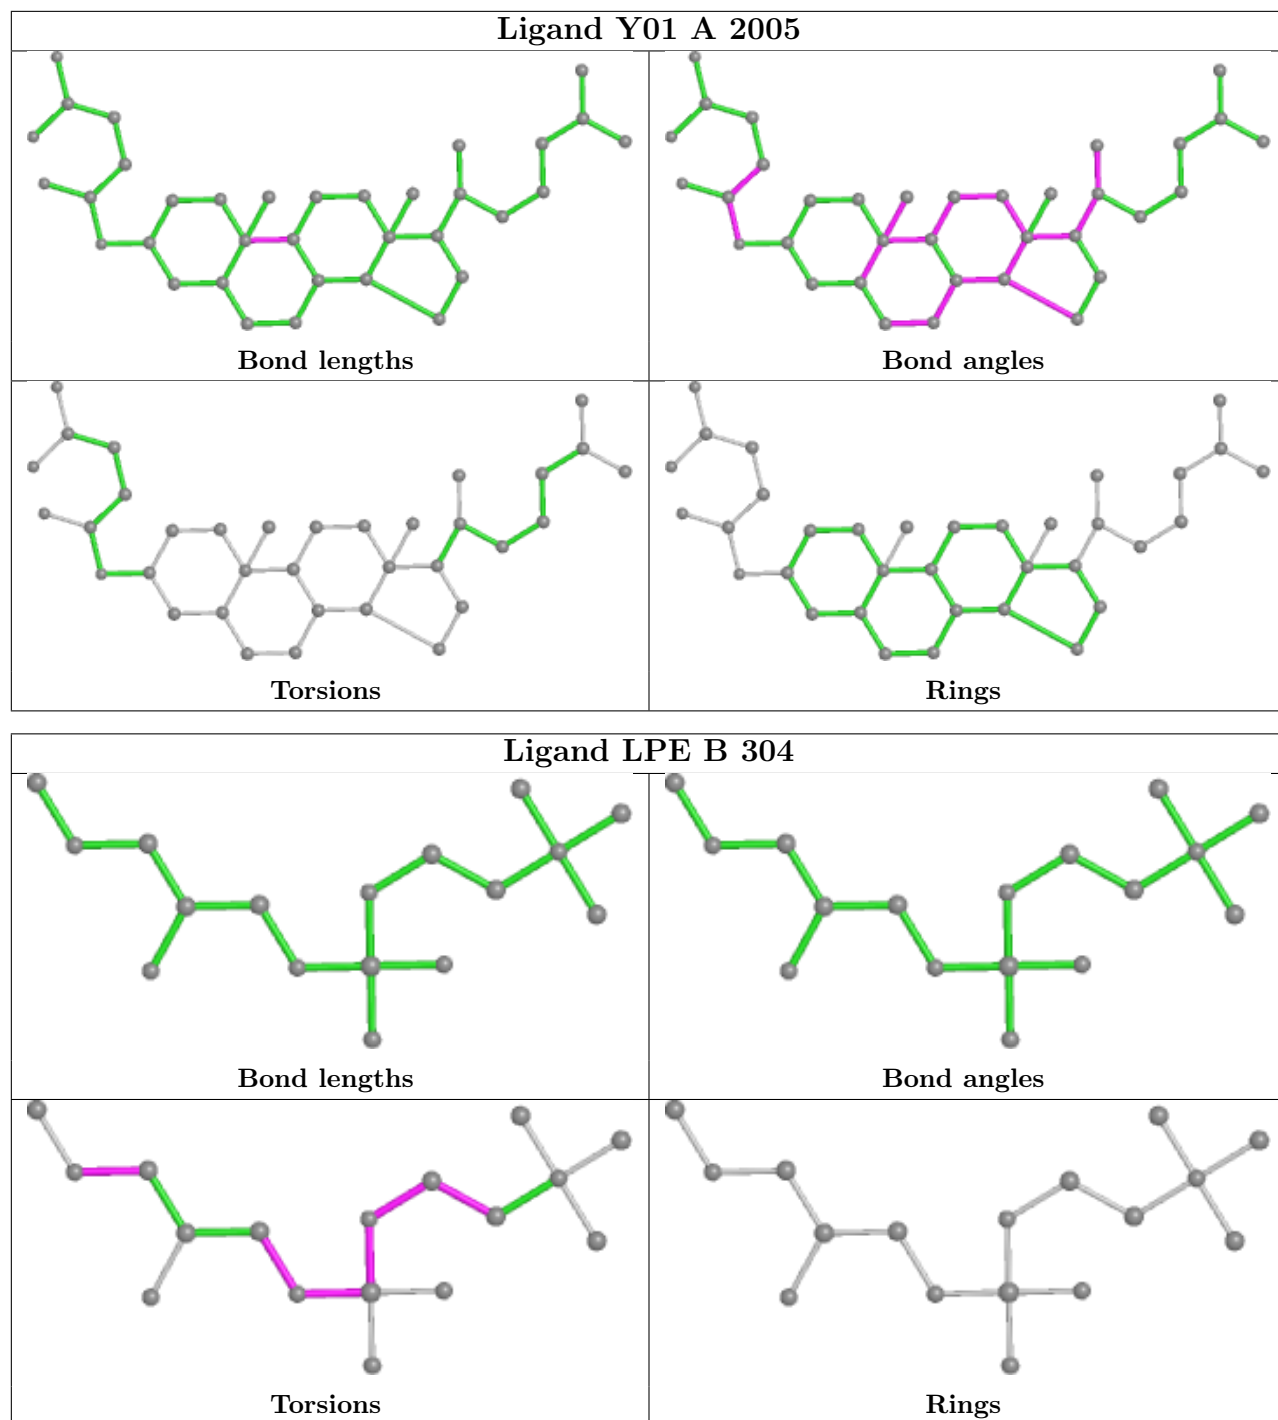 Ligand Y01 A 2005
Bond lengths
Bond angles
Torsions
Rings
Ligand LPE B 304
Bond lengths
Bond angles
Torsions
Rings